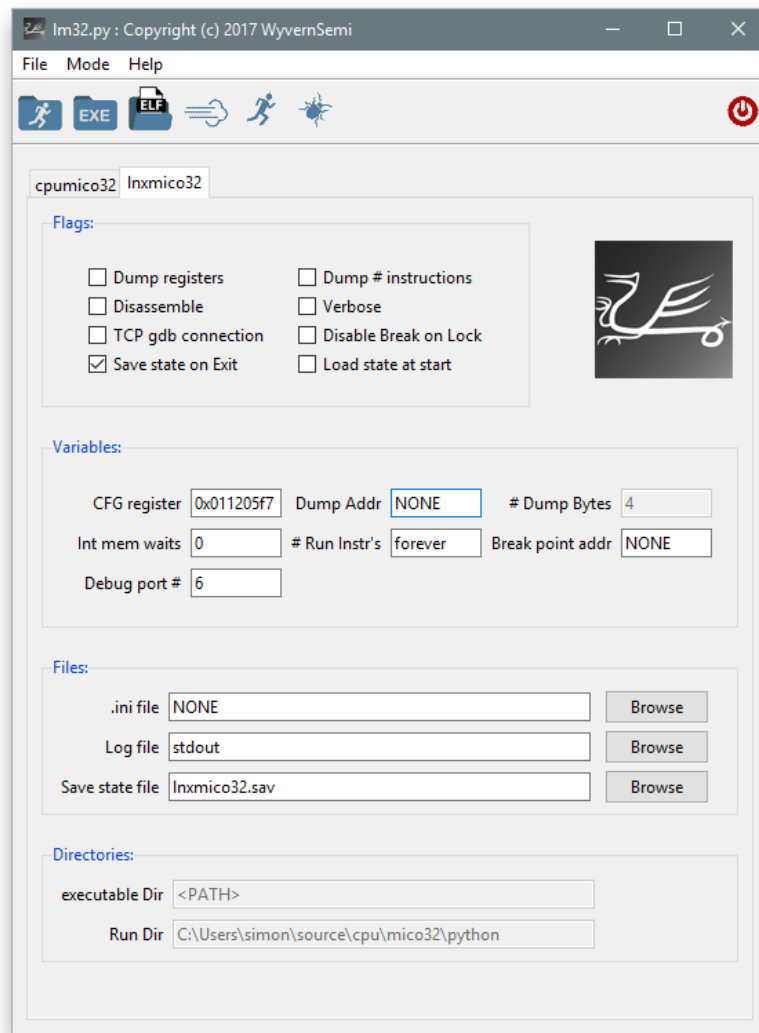 lm32.py : Copyright (c) 2017 WyvernSemi
File Mode Help
EXE ELF
cpumico32 lnxmico32
Flags:
Dump registers Dump # instructions
Disassemble Verbose
TCP gdb connection Disable Break on Lock
Save state on Exit Load state at start
Variables:
CFG register 0x011205f7 Dump Addr NONE # Dump Bytes 4
Int mem waits 0 # Run Instr's forever Break point addr NONE
Debug port # 6
Files:
.ini file NONE Browse
Log file stdout Browse
Save state file lnxmico32.sav Browse
Directories:
executable Dir <PATH>
Run Dir C:\Users\simon\source\cpu\mico32\python